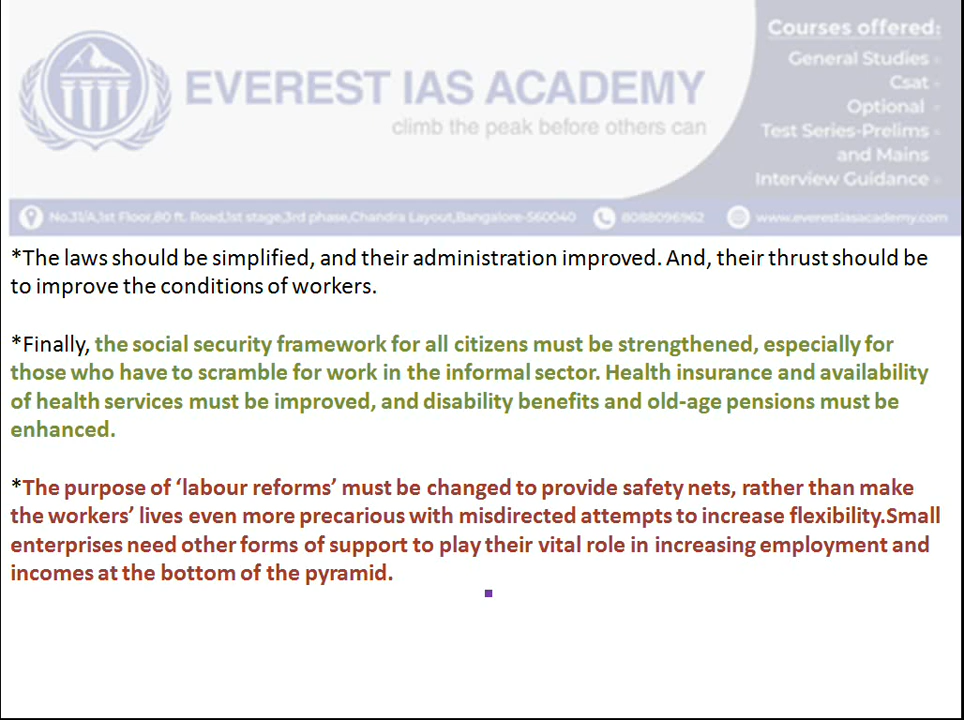 Courses offered:
General Studies
EVEREST IAS ACADEMY
Csat
Optional
climb the peak before others can
Test Series-Prelims
and Mains
Interview Guidance
No.31/A,1st Floor,80 ft. Road,1st stage,3rd phase,Chandra Layout,Bangalore-560040 8088096962 www.everestiasacademy.com
*The laws should be simplified, and their administration improved. And, their thrust should be
to improve the conditions of workers.
*Finally, the social security framework for all citizens must be strengthened, especially for
those who have to scramble for work in the informal sector. Health insurance and availability
of health services must be improved, and disability benefits and old-age pensions must be
enhanced.
*The purpose of ‘labour reforms’ must be changed to provide safety nets, rather than make
the workers’ lives even more precarious with misdirected attempts to increase flexibility.Small
enterprises need other forms of support to play their vital role in increasing employment and
incomes at the bottom of the pyramid.